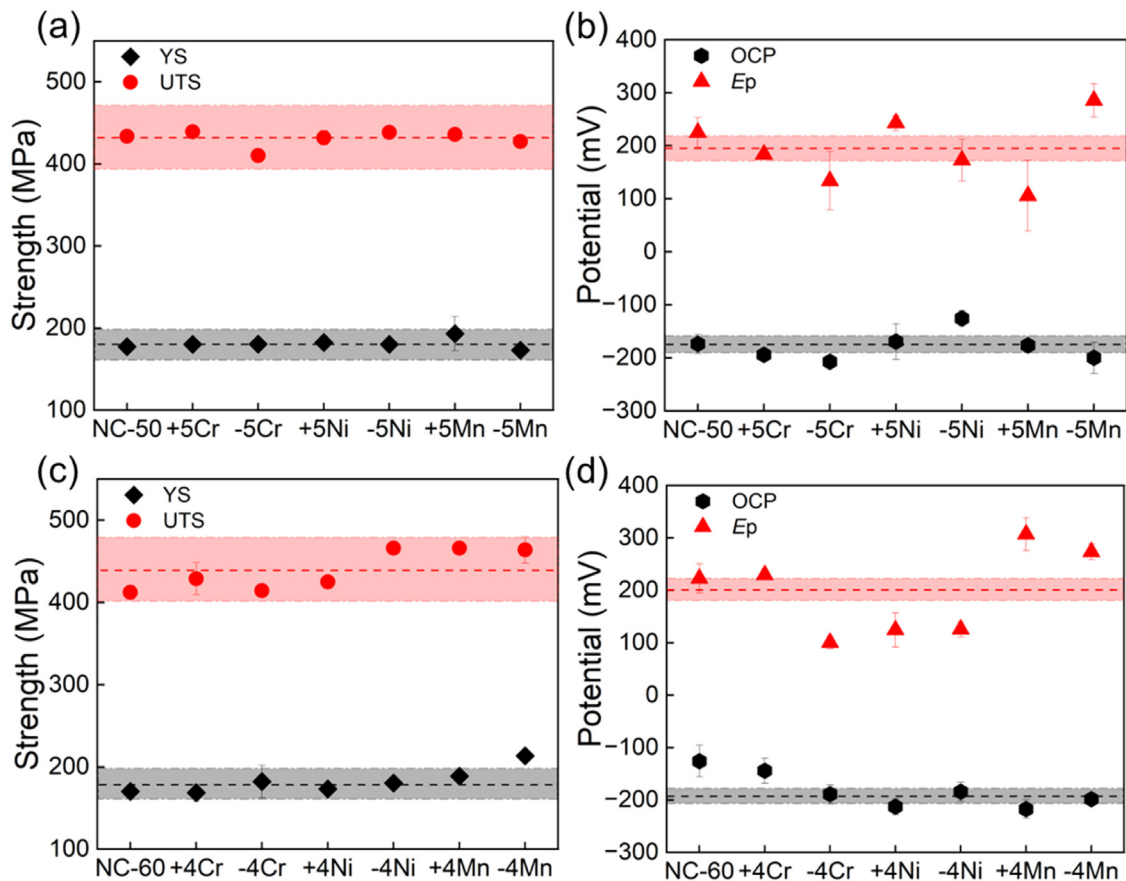 (a)
YS
UTS
Strength (MPa)
500
400
300
200
100
NC-50 +5Cr -5Cr +5Ni -5Ni +5Mn -5Mn
(b)
OCP
Ep
Potential (mV)
400
300
200
100
0
−100
−200
−300
NC-50 +5Cr -5Cr +5Ni -5Ni +5Mn -5Mn
(c)
YS
UTS
Strength (MPa)
500
400
300
200
100
NC-60 +4Cr -4Cr +4Ni -4Ni +4Mn -4Mn
(d)
OCP
Ep
Potential (mV)
400
300
200
100
0
−100
−200
−300
NC-60 +4Cr -4Cr +4Ni -4Ni +4Mn -4Mn